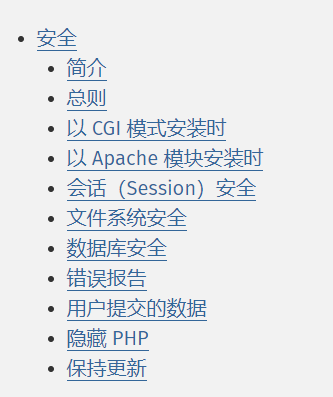 安全
简介
总则
以 CGI 模式安装时
以 Apache 模块安装时
会话（Session）安全
文件系统安全
数据库安全
错误报告
用户提交的数据
隐藏 PHP
保持更新